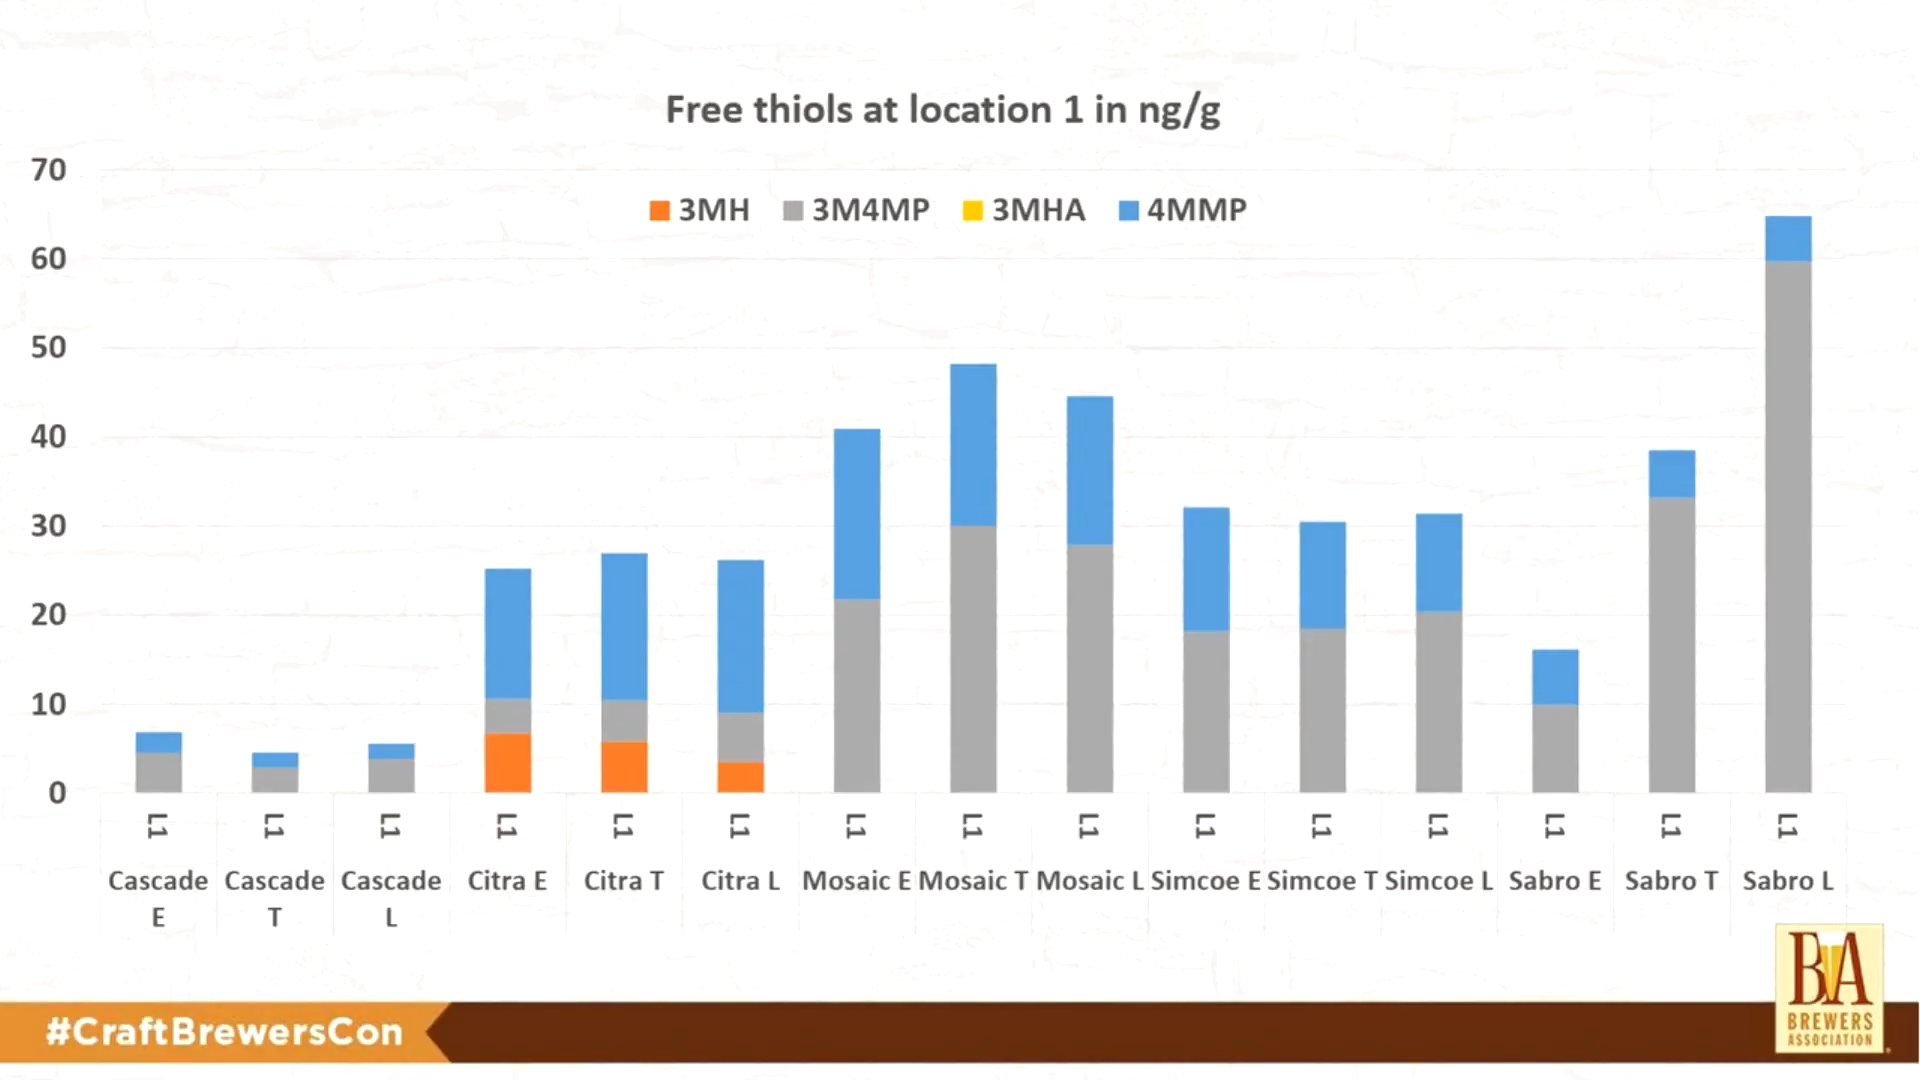 Free thiols at location 1 in ng/g
3MH 3M4MP 3MHA 4MMP
70
60
50
40
30
20
10
0
L1 L1 L1 L1 L1 L1 L1 L1 L1 L1 L1 L1 L1 L1 L1
Cascade E Cascade T Cascade L Citra E Citra T Citra L Mosaic E Mosaic T Mosaic L Simcoe E Simcoe T Simcoe L Sabro E Sabro T Sabro L
#CraftBrewersCon
BA
BREWERS
ASSOCIATION